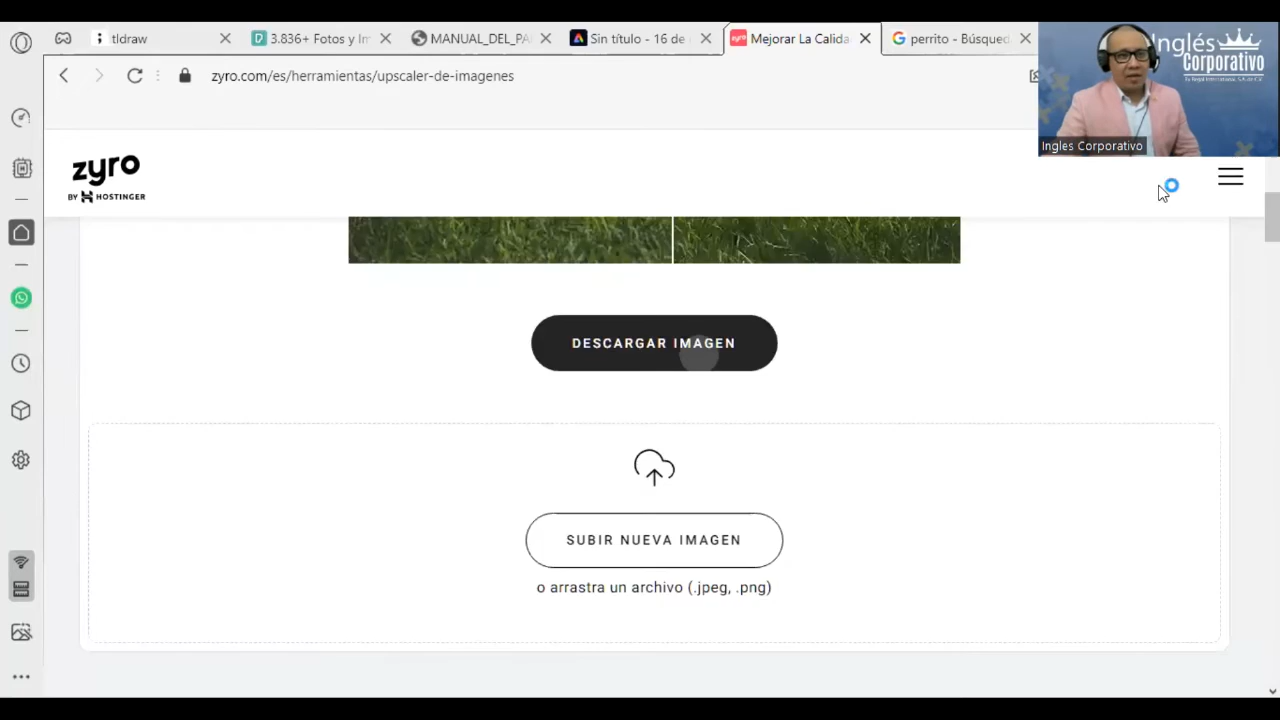 tldraw
3.836+ Fotos y Im
MANUAL_DEL_PA
Sin título - 16 de
zyro
Mejorar La Calida
perrito - Búsqued
zyro.com/es/herramientas/upscaler-de-imagenes
Inglés
Corporativo
Ingles Corporativo
zyro
BY HOSTINGER
DESCARGAR IMAGEN
SUBIR NUEVA IMAGEN
o arrastra un archivo (.jpeg, .png)